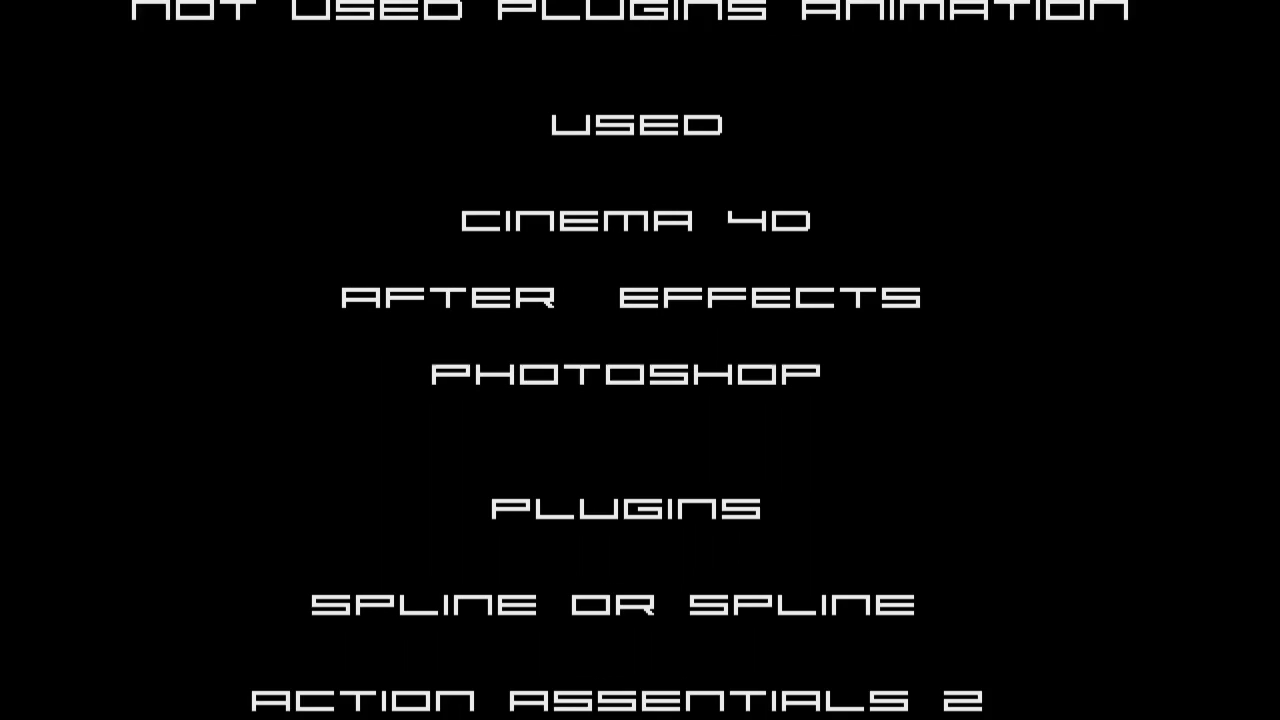 NOT USED PLUGINS ANIMATION
USED
CINEMA 4D
AFTER EFFECTS
PHOTOSHOP
PLUGINS
SPLINE OR SPLINE
ACTION ASSENTIALS 2